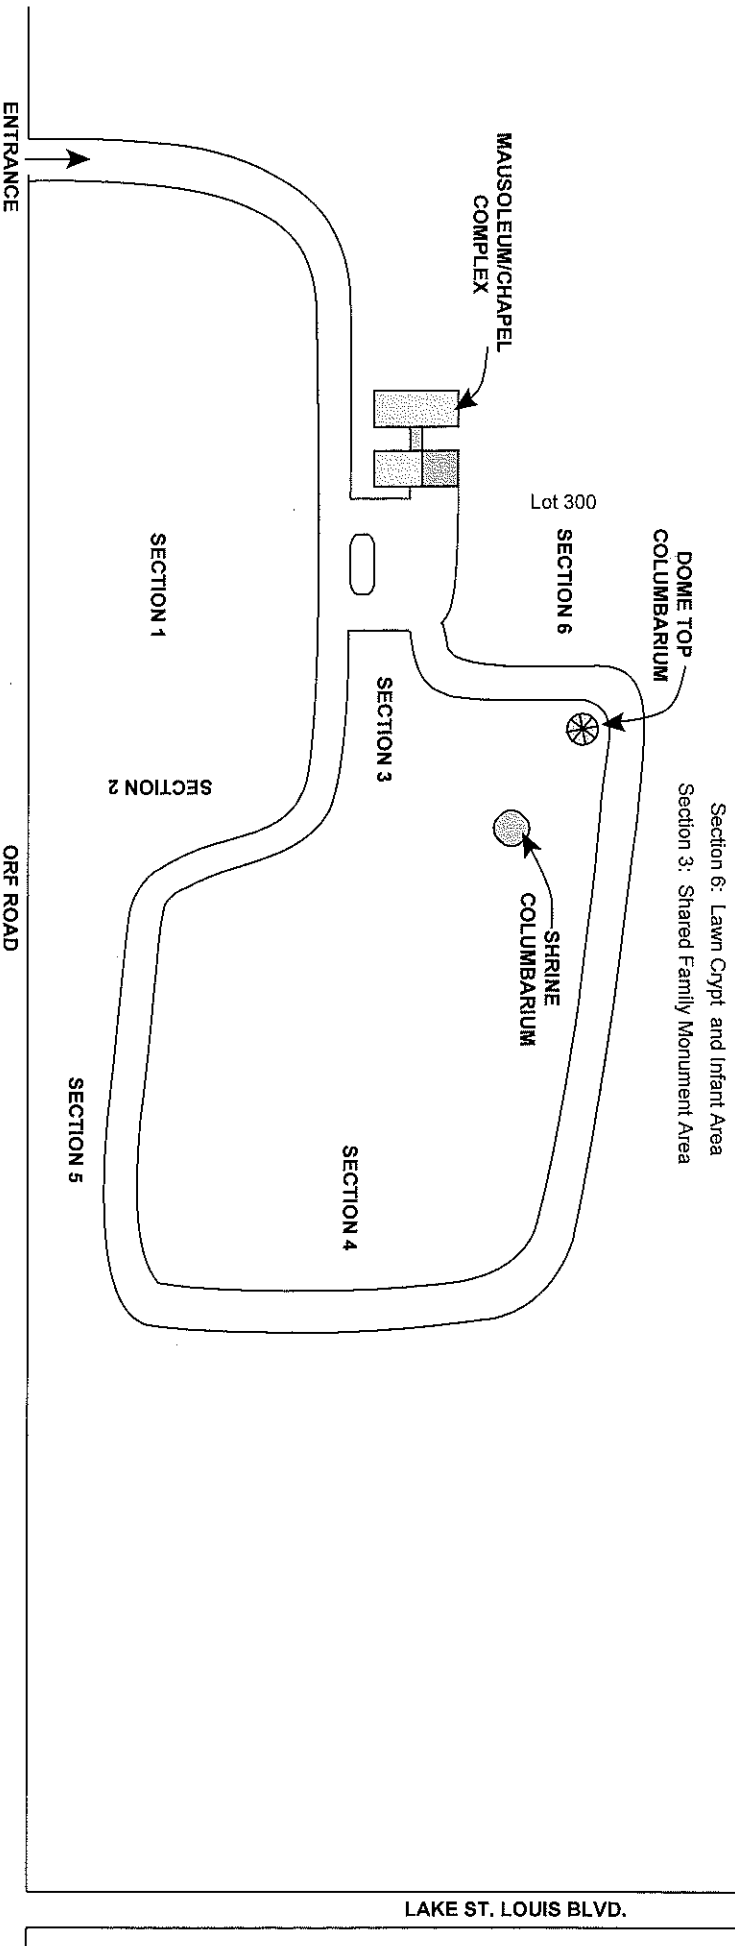 Section 6: Lawn Crypt and Infant Area
Section 3: Shared Family Monument Area
DOME TOP
COLUMBARIUM
Lot 300
SECTION 6
MAUSOLEUM/CHAPEL
COMPLEX
SHRINE
COLUMBARIUM
SECTION 3
SECTION 4
SECTION 1
SECTION 2
SECTION 5
ENTRANCE
ORF ROAD
LAKE ST. LOUIS BLVD.